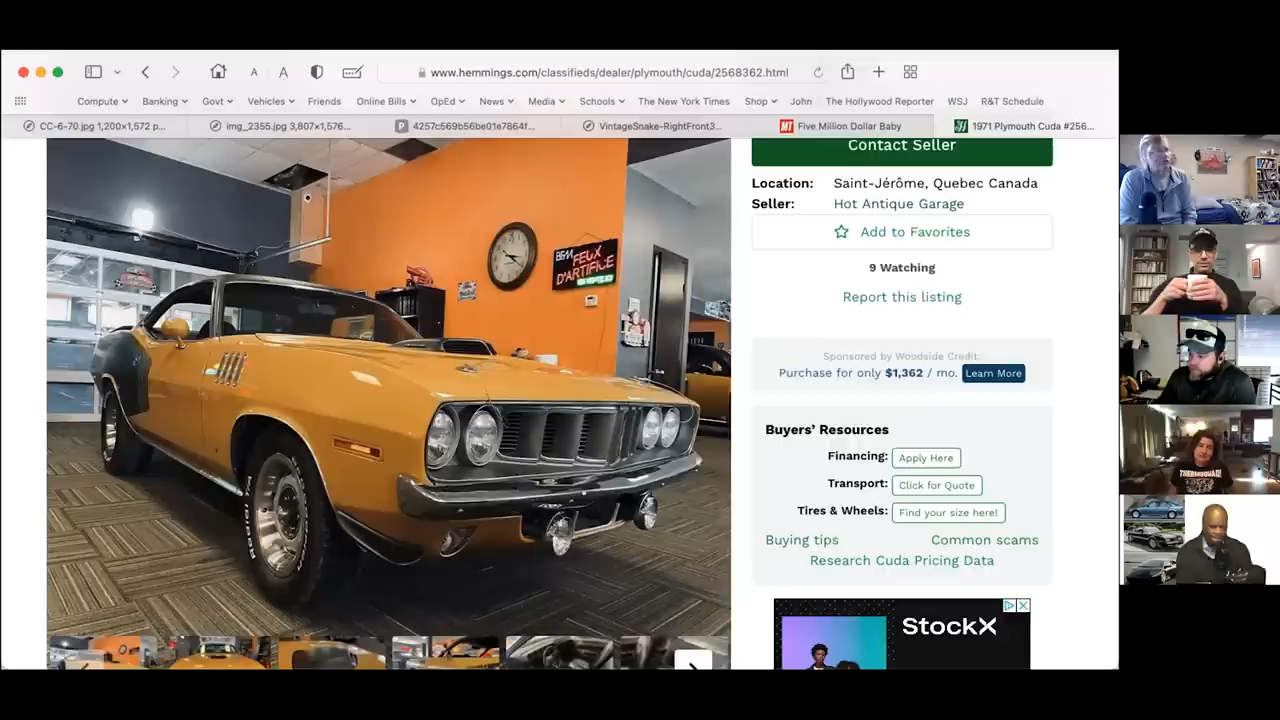 www.hemmings.com/classifieds/dealer/plymouth/cuda/2568362.html
Compute Banking Govt Vehicles Friends Online Bills OpEd News Media Schools The New York Times Shop John The Hollywood Reporter WSJ R&T Schedule
CC-6-70.jpg 1,200×1,572 p... img_2355.jpg 3,807×1,576... 4257c569b56be01e7864f... VintageSnake-RightFront3... Five Million Dollar Baby 1971 Plymouth Cuda #256...
Contact Seller
Location: Saint-Jérôme, Quebec Canada
Seller: Hot Antique Garage
Add to Favorites
9 Watching
Report this listing
Sponsored by Woodside Credit.
Purchase for only $1,362 / mo. Learn More
Buyers’ Resources
Financing: Apply Here
Transport: Click for Quote
Tires & Wheels: Find your size here!
Buying tips Common scams
Research Cuda Pricing Data
StockX
BEM FEUX
D'ARTIFICE
Radial T/A
THERMOQUAD!